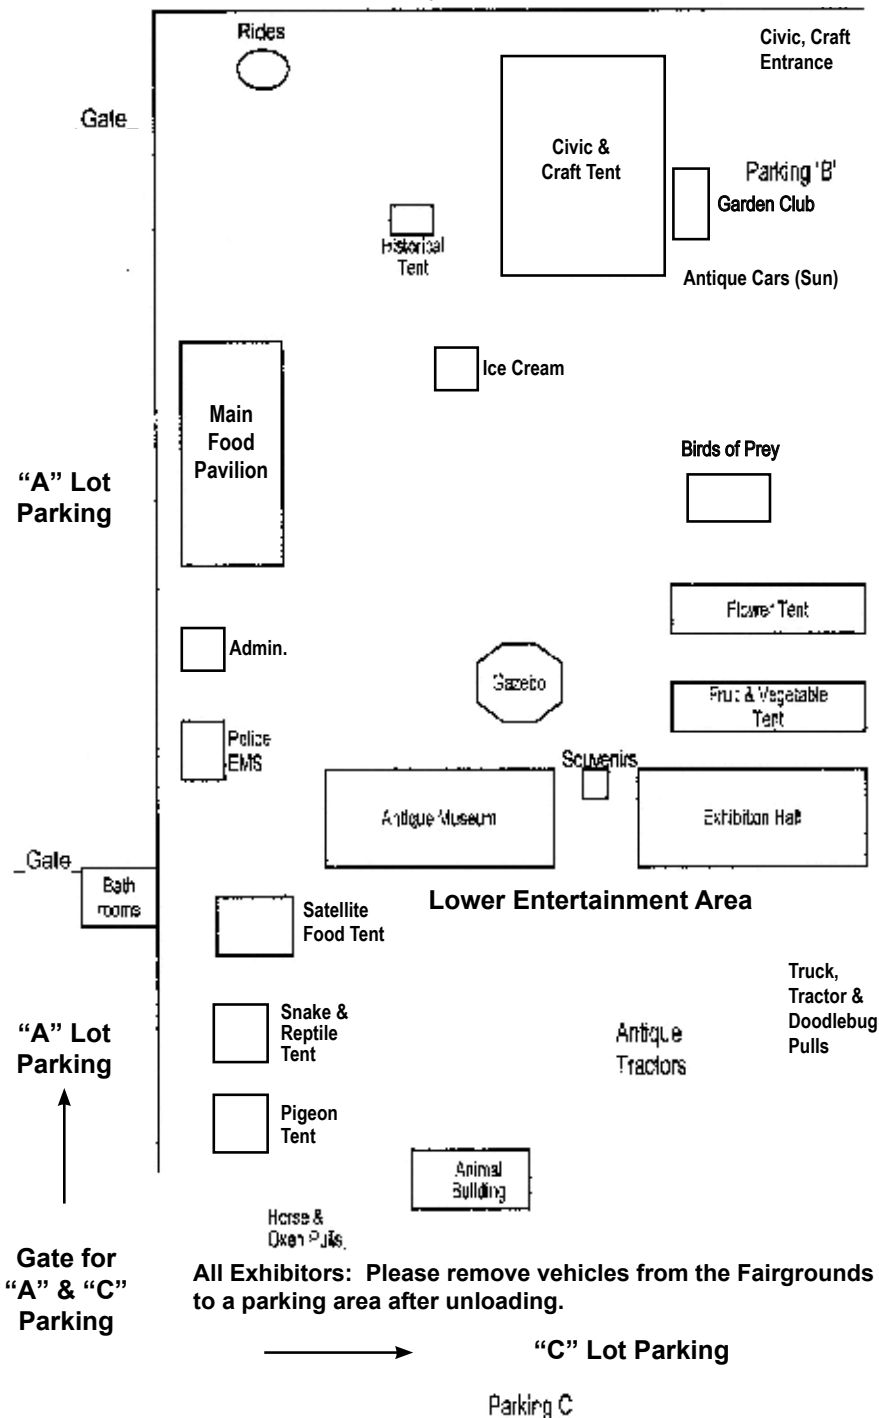 Rides
Civic, Craft
Entrance
Gate
Civic &
Craft Tent
Parking 'B'
Garden Club
Historical
Tent
Antique Cars (Sun)
Ice Cream
Main
Food
Pavilion
Birds of Prey
“A” Lot
Parking
Flower Tent
Admin.
Gazebo
Fruit & Vegetable
Tent
Police
EMS
Souvenirs
Antique Museum
Exhibition Hall
Gate
Bath
rooms
Lower Entertainment Area
Satellite
Food Tent
Truck,
Tractor &
Doodlebug
Pulls
Snake &
Reptile
Tent
“A” Lot
Parking
Antique
Tractors
Pigeon
Tent
Animal
Building
Horse &
Oxen Pulls
Gate for
“A” & “C”
Parking
All Exhibitors: Please remove vehicles from the Fairgrounds
to a parking area after unloading.
“C” Lot Parking
Parking C